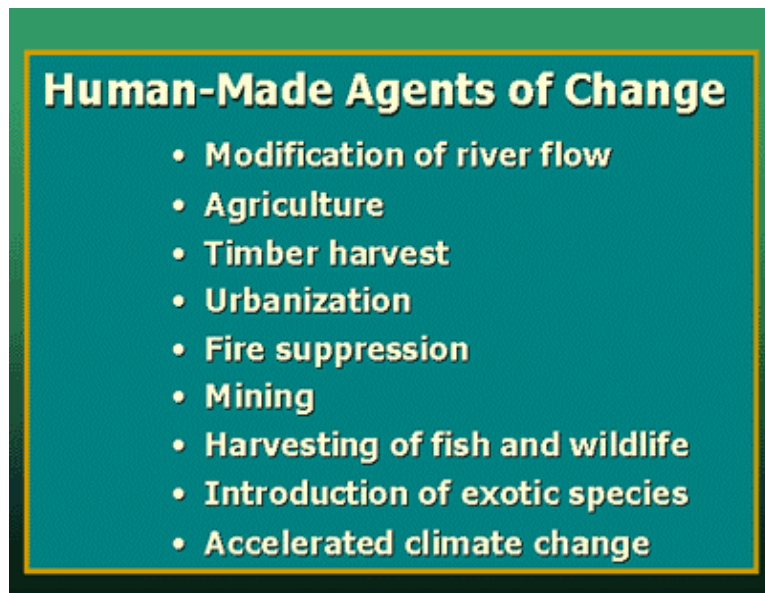 Human-Made Agents of Change
• Modification of river flow
• Agriculture
• Timber harvest
• Urbanization
• Fire suppression
• Mining
• Harvesting of fish and wildlife
• Introduction of exotic species
• Accelerated climate change